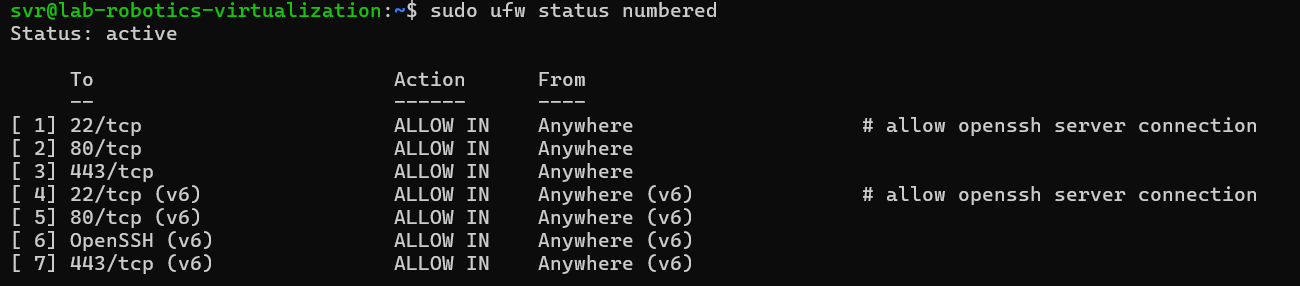 svr@lab-robotics-virtualization:~$ sudo ufw status numbered
Status: active

     To                         Action      From
     --                         ------      ----
[ 1] 22/tcp                     ALLOW IN    Anywhere                   # allow openssh server connection
[ 2] 80/tcp                     ALLOW IN    Anywhere
[ 3] 443/tcp                    ALLOW IN    Anywhere
[ 4] 22/tcp (v6)                ALLOW IN    Anywhere (v6)              # allow openssh server connection
[ 5] 80/tcp (v6)                ALLOW IN    Anywhere (v6)
[ 6] OpenSSH (v6)               ALLOW IN    Anywhere (v6)
[ 7] 443/tcp (v6)               ALLOW IN    Anywhere (v6)